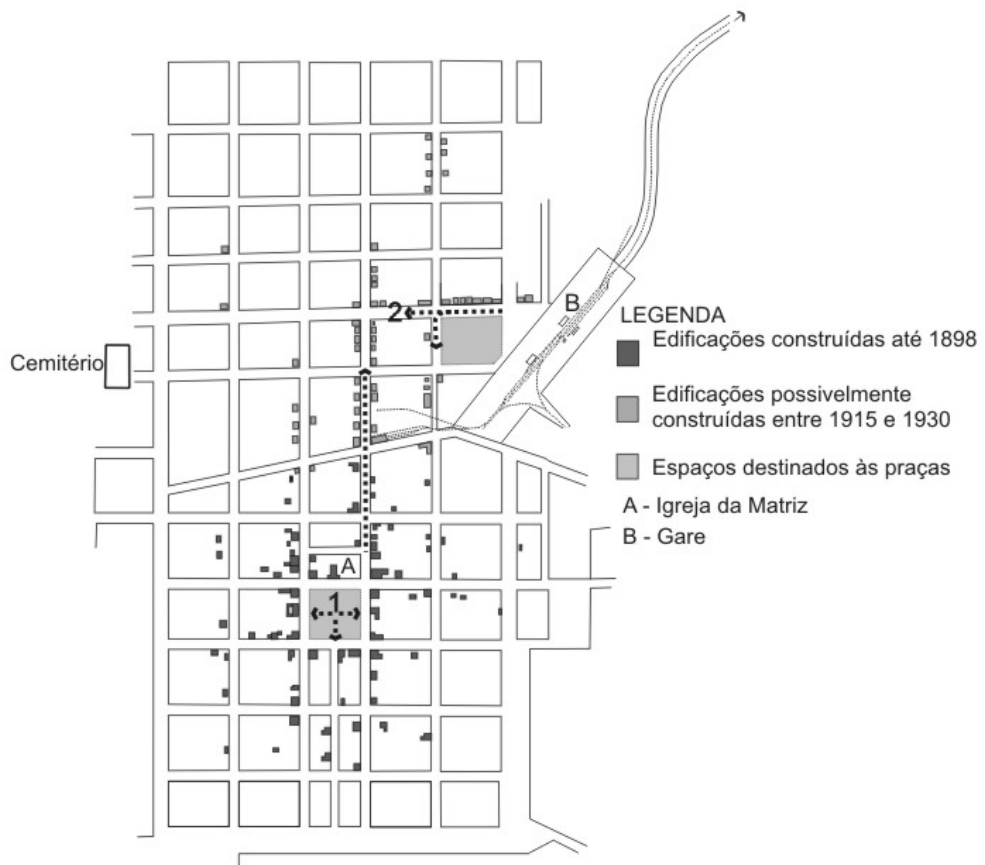 B
2
LEGENDA
Edificações construídas até 1898
Cemitério
Edificações possivelmente
construídas entre 1915 e 1930
Espaços destinados às praças
A - Igreja da Matriz
B - Gare
A
1